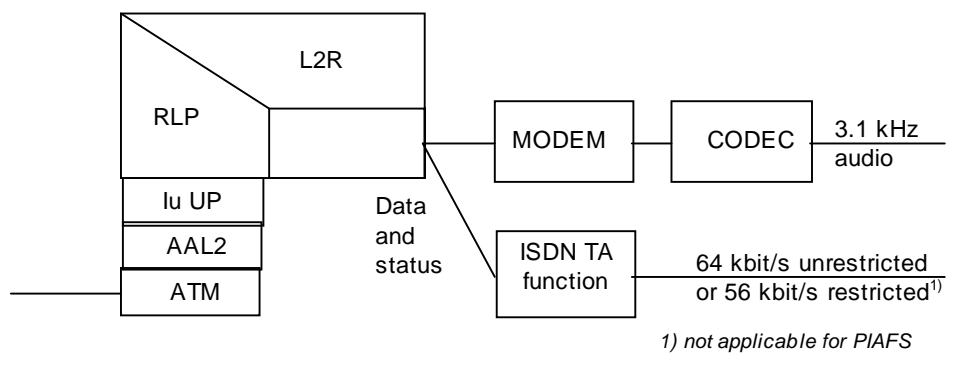 L2R
RLP
MODEM
CODEC
3.1 kHz
audio
Iu UP
Data
and
status
AAL2
ISDN TA
function
64 kbit/s unrestricted
or 56 kbit/s restricted1)
ATM
1) not applicable for PIAFS